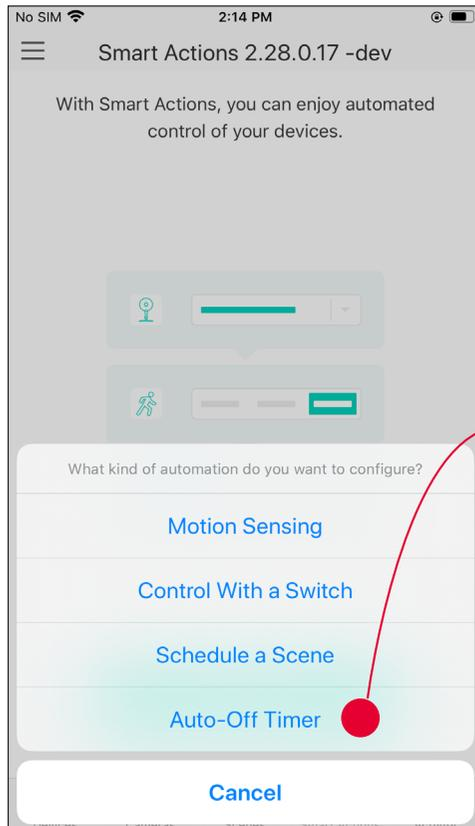 No SIM 2:14 PM
Smart Actions 2.28.0.17 -dev
With Smart Actions, you can enjoy automated
control of your devices.
What kind of automation do you want to configure?
Motion Sensing
Control With a Switch
Schedule a Scene
Auto-Off Timer
Cancel